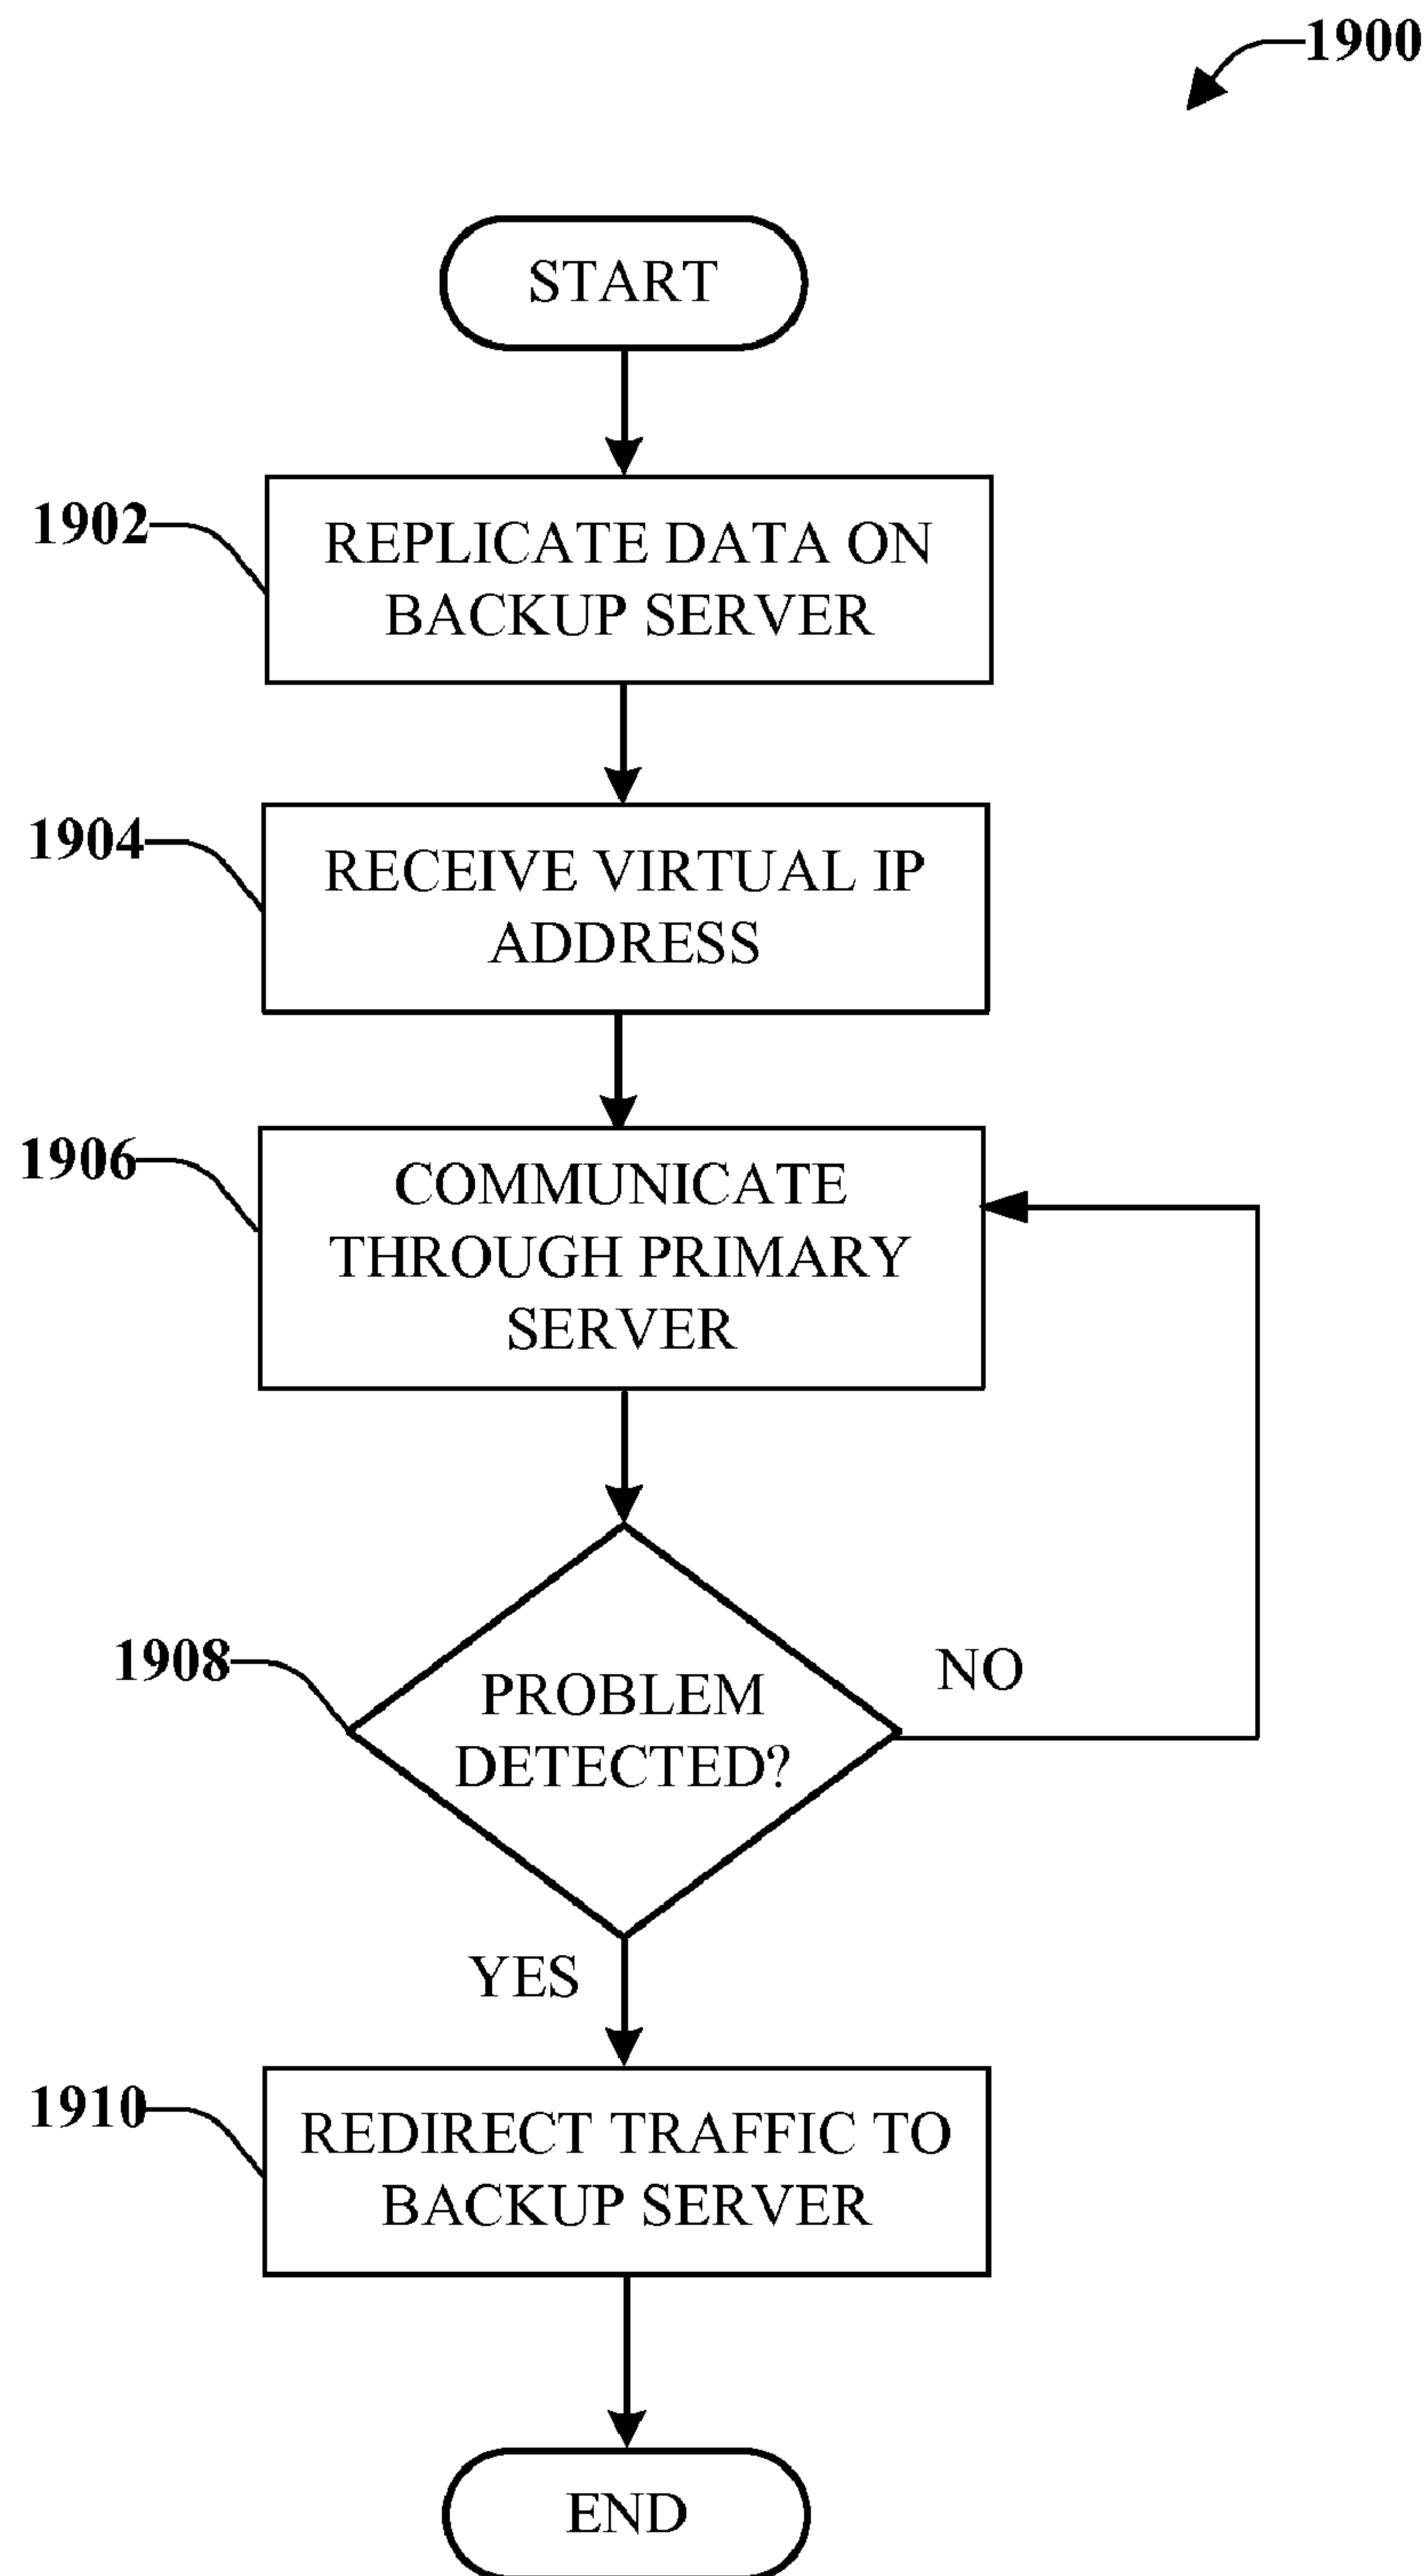 1900
START
1902
REPLICATE DATA ON
BACKUP SERVER
1904
RECEIVE VIRTUAL IP
ADDRESS
1906
COMMUNICATE
THROUGH PRIMARY
SERVER
1908
PROBLEM
DETECTED?
NO
YES
1910
REDIRECT TRAFFIC TO
BACKUP SERVER
END